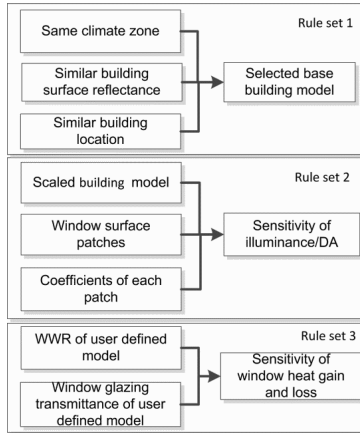 Rule set 1
Same climate zone
Similar building
surface reflectance
Similar building
location
Selected base
building model
Rule set 2
Scaled building model
Window surface
patches
Coefficients of each
patch
Sensitivity of
illuminance/DA
Rule set 3
WWR of user defined
model
Window glazing
transmittance of user
defined model
Sensitivity of
window heat gain
and loss